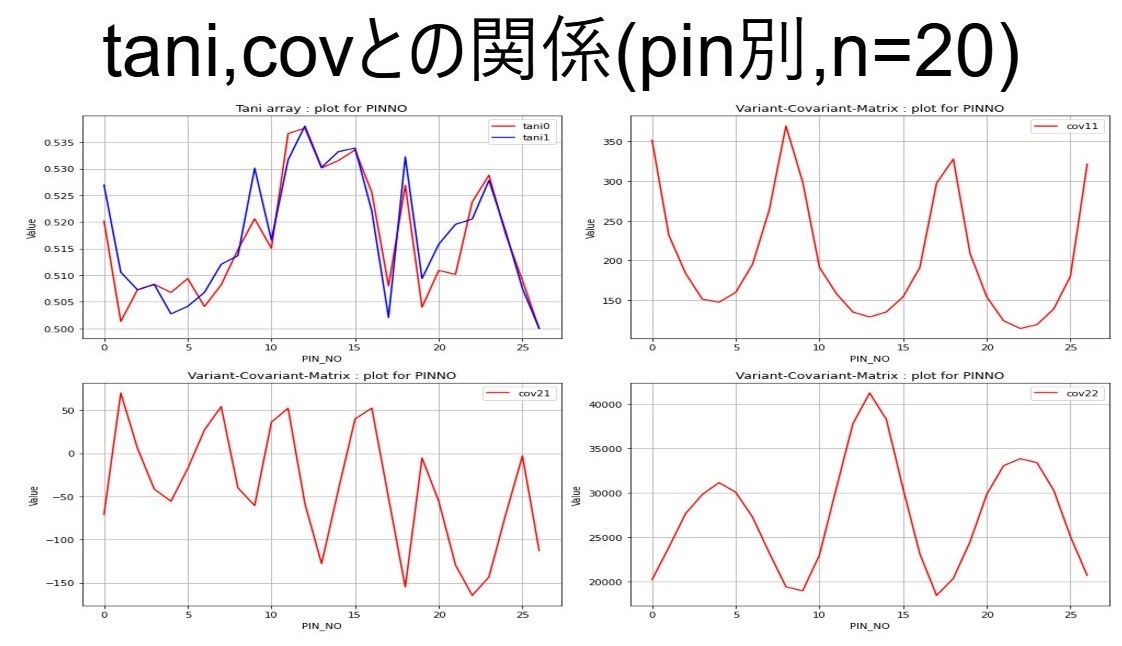 tani,covとの関係(pin別,n=20)
Tani array : plot for PINNO
tani0
tani1
0.535
0.530
0.525
0.520
0.515
0.510
0.505
0.500
Value
0 5 10 15 20 25
PIN_NO
Variant-Covariant-Matrix : plot for PINNO
cov11
350
300
250
200
150
Value
0 5 10 15 20 25
PIN_NO
Variant-Covariant-Matrix : plot for PINNO
cov21
50
0
−50
−100
−150
Value
0 5 10 15 20 25
PIN_NO
Variant-Covariant-Matrix : plot for PINNO
cov22
40000
35000
30000
25000
20000
Value
0 5 10 15 20 25
PIN_NO